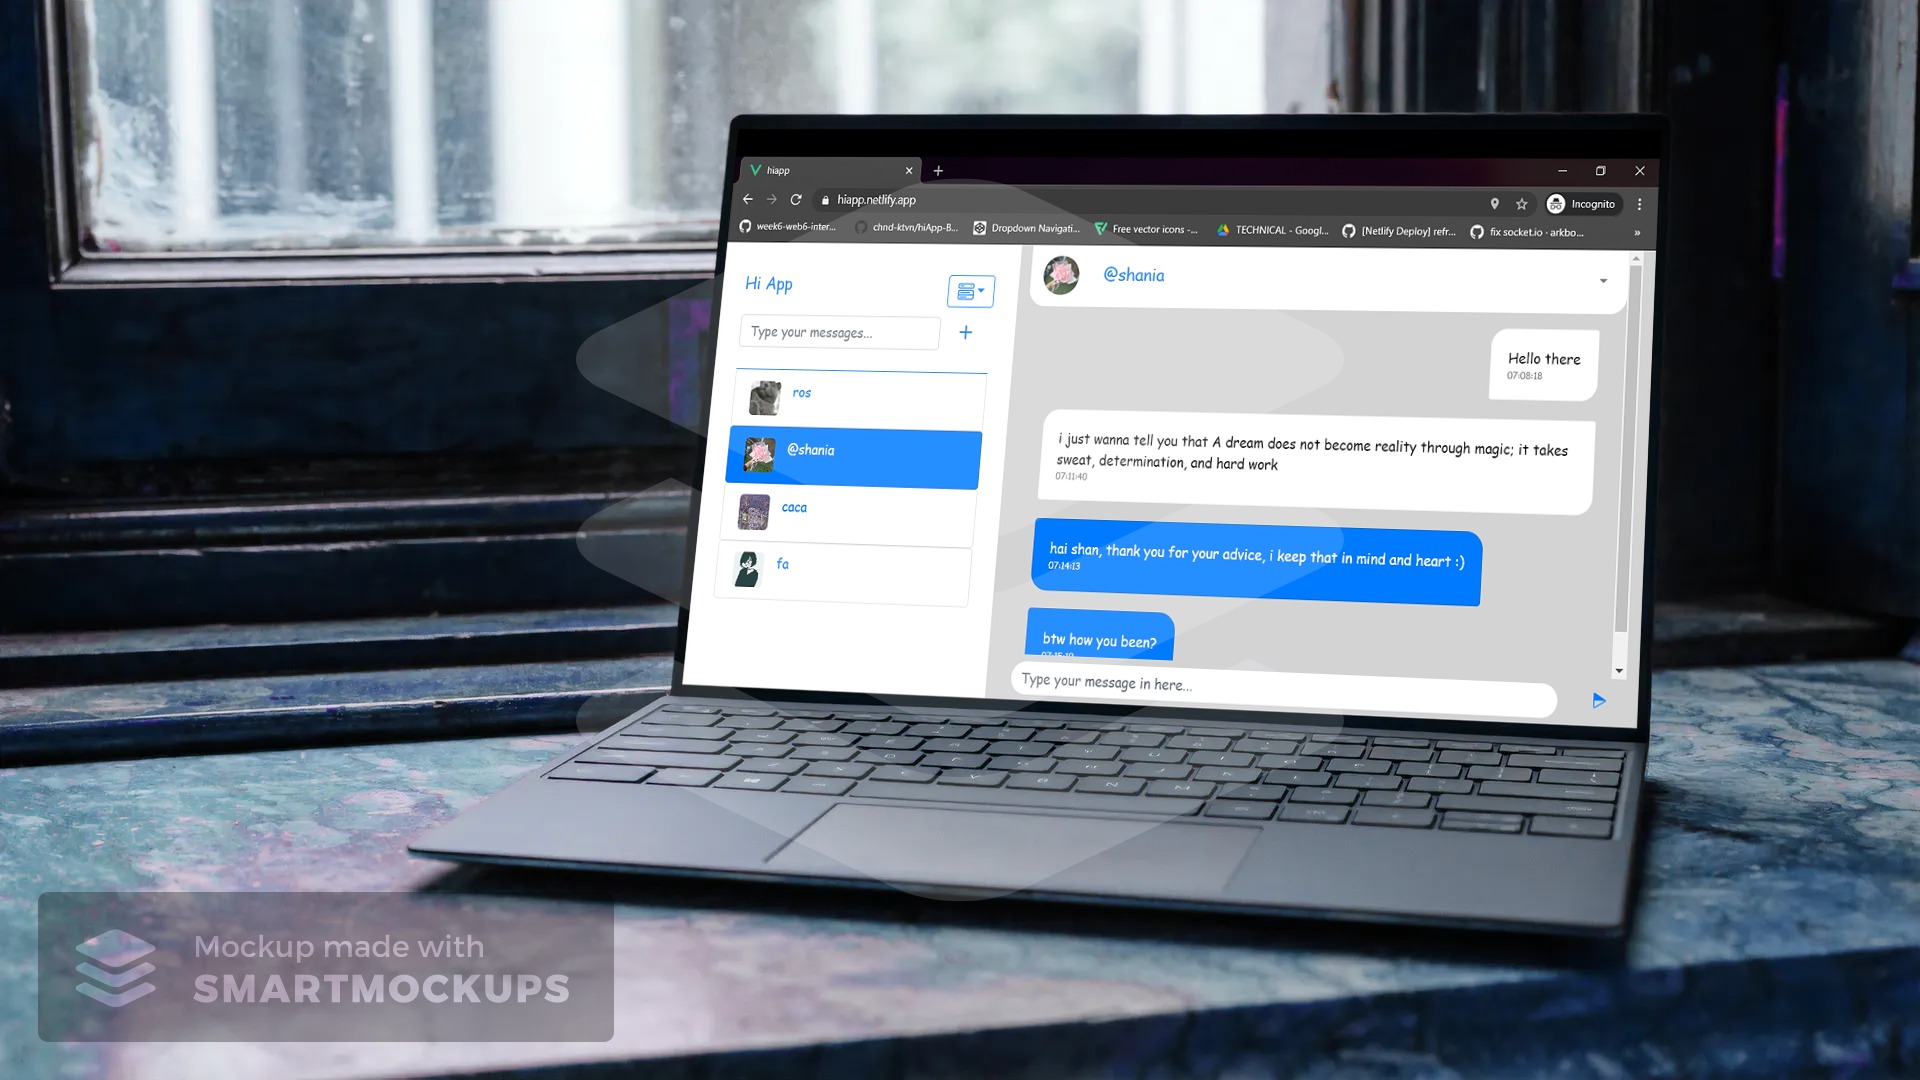 hiapp
hiapp.netlify.app
Incognito
week6-web6-inter...
chnd-ktvn/hiApp-B...
Dropdown Navigati...
Free vector icons -...
TECHNICAL - Googl...
[Netlify Deploy] refr...
fix socket.io · arkbo...
»
Hi App
Type your messages...
ros
@shania
caca
fa
@shania
Hello there
07:08:18
i just wanna tell you that A dream does not become reality through magic; it takes
sweat, determination, and hard work
07:11:40
hai shan, thank you for your advice, i keep that in mind and heart :)
07:14:13
btw how you been?
Type your message in here...
Mockup made with
SMARTMOCKUPS